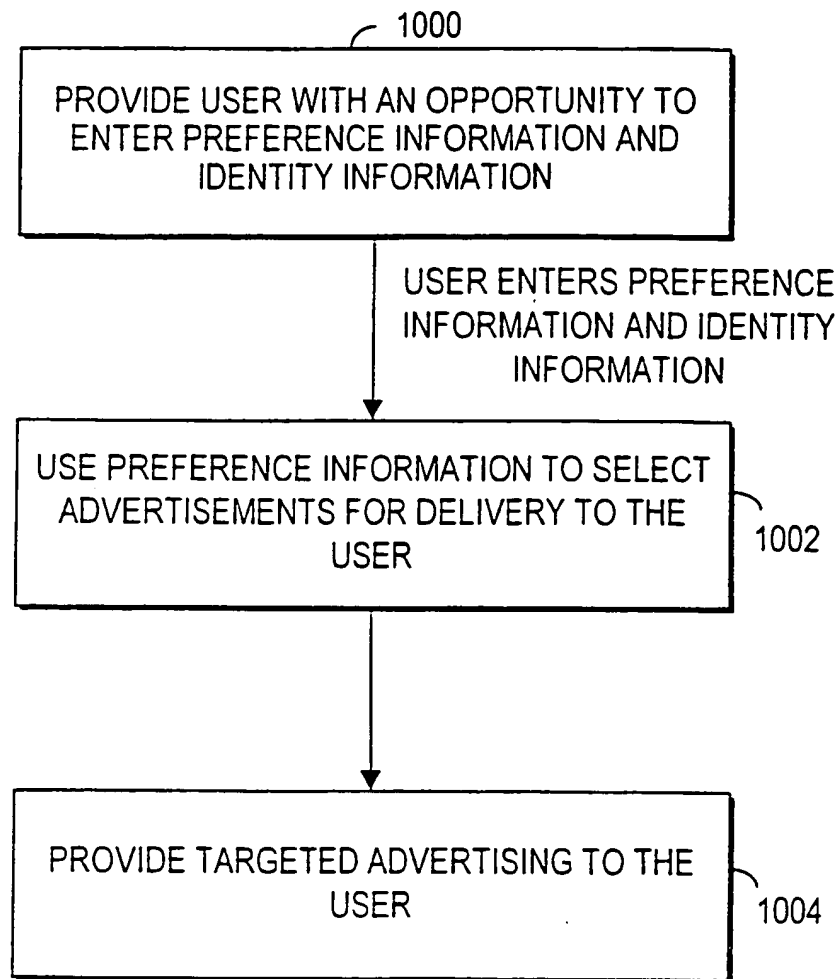 1000
PROVIDE USER WITH AN OPPORTUNITY TO
ENTER PREFERENCE INFORMATION AND
IDENTITY INFORMATION
USER ENTERS PREFERENCE
INFORMATION AND IDENTITY
INFORMATION
USE PREFERENCE INFORMATION TO SELECT
ADVERTISEMENTS FOR DELIVERY TO THE
USER
1002
PROVIDE TARGETED ADVERTISING TO THE
USER
1004